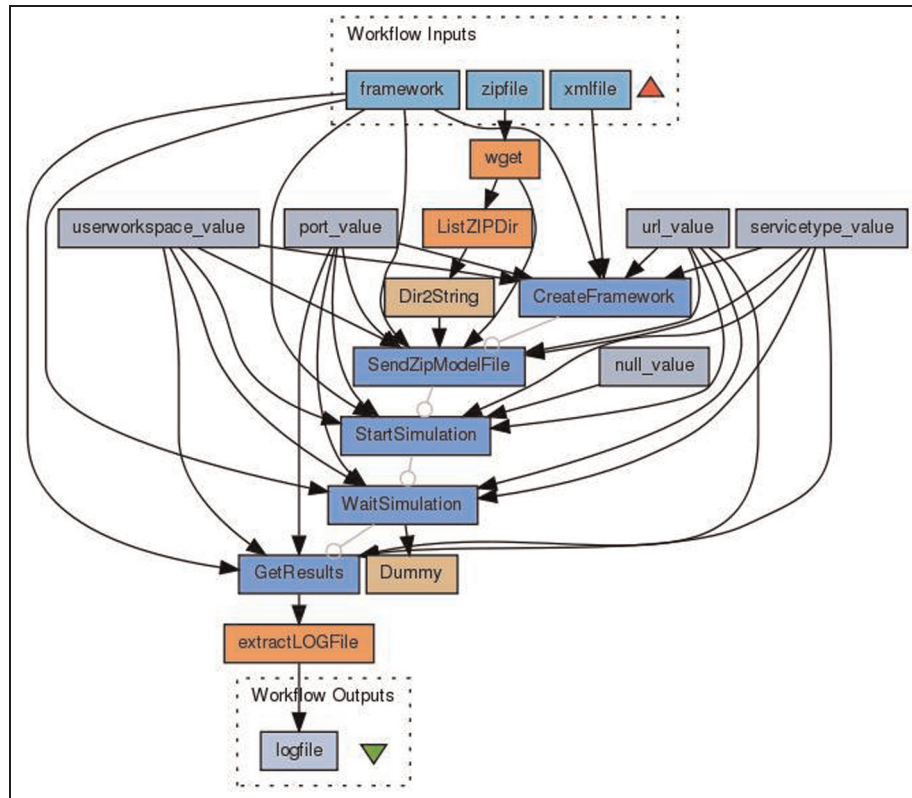 Workflow Inputs
framework
zipfile
xmlfile
wget
userworkspace_value
port_value
ListZIPDir
url_value
servicetype_value
Dir2String
CreateFramework
SendZipModelFile
null_value
StartSimulation
WaitSimulation
GetResults
Dummy
extractLOGFile
Workflow Outputs
logfile